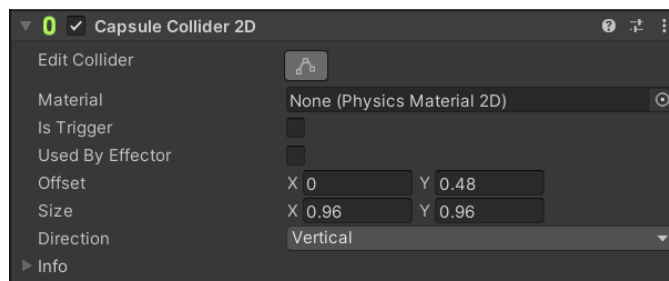 Capsule Collider 2D
Edit Collider
Material None (Physics Material 2D)
Is Trigger
Used By Effector
Offset X 0 Y 0.48
Size X 0.96 Y 0.96
Direction Vertical
Info